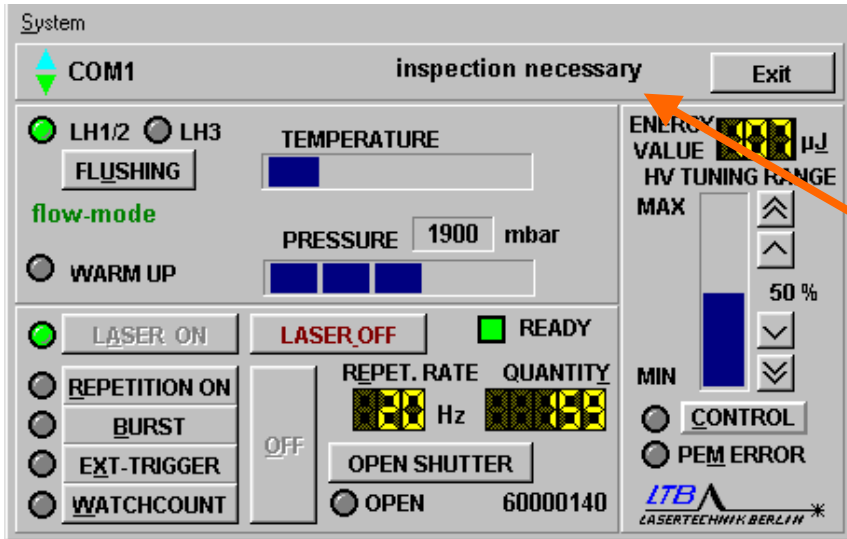 System
COM1 inspection necessary Exit
LH1/2 LH3
FLUSHING
flow-mode
WARM UP
TEMPERATURE
PRESSURE 1900 mbar
ENERGY
VALUE µJ
HV TUNING RANGE
MAX
50 %
MIN
CONTROL
PEM ERROR
LTB
LASERTECHNIK BERLIN
LASER ON LASER OFF READY
REPETITION ON
BURST
EXT-TRIGGER
WATCHCOUNT
OFF
REPET. RATE QUANTITY
20 Hz
OPEN SHUTTER
OPEN 60000140